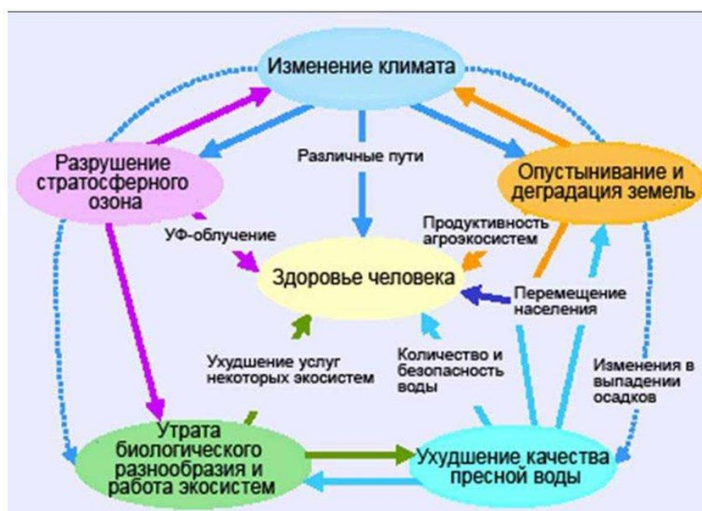 Изменение климата
Разрушение
стратосферного
озона
Различные пути
Опустынивание и
деградация земель
УФ-облучение
Продуктивность
агроэкосистем
Здоровье человека
Перемещение
населения
Ухудшение услуг
некоторых экосистем
Количество и
безопасность
воды
Изменения в
выпадении
осадков
Утрата
биологического
разнообразия и
работа экосистем
Ухудшение качества
пресной воды